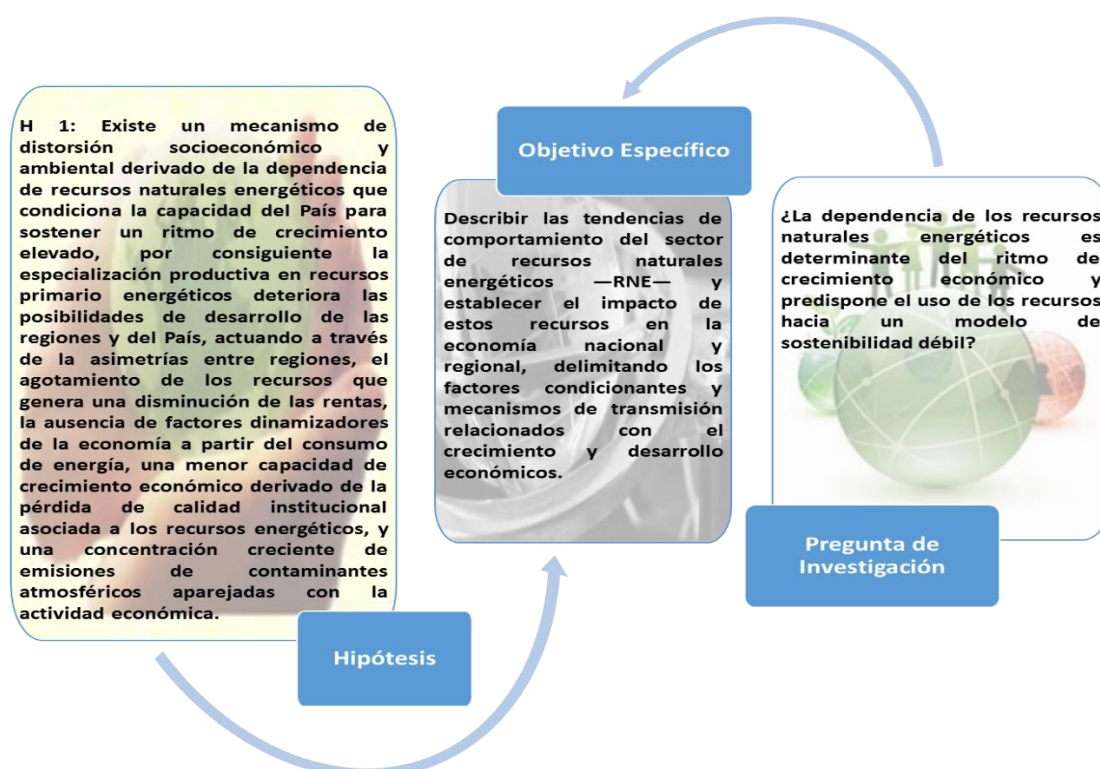 H 1: Existe un mecanismo de
distorsión socioeconómico y
ambiental derivado de la dependencia
de recursos naturales energéticos que
condiciona la capacidad del País para
sostener un ritmo de crecimiento
elevado, por consiguiente la
especialización productiva en recursos
primario energéticos deteriora las
posibilidades de desarrollo de las
regiones y del País, actuando a través
de la asimetrías entre regiones, el
agotamiento de los recursos que
genera una disminución de las rentas,
la ausencia de factores dinamizadores
de la economía a partir del consumo
de energía, una menor capacidad de
crecimiento económico derivado de la
pérdida de calidad institucional
asociada a los recursos energéticos, y
una concentración creciente de
emisiones de contaminantes
atmosféricos aparejadas con la
actividad económica.
Hipótesis
Objetivo Específico
Describir las tendencias de
comportamiento del sector
de recursos naturales
energéticos —RNE— y
establecer el impacto de
estos recursos en la
economía nacional y
regional, delimitando los
factores condicionantes y
mecanismos de transmisión
relacionados con el
crecimiento y desarrollo
económicos.
¿La dependencia de los recursos
naturales energéticos es
determinante del ritmo de
crecimiento económico y
predispone el uso de los recursos
hacia un modelo de
sostenibilidad débil?
Pregunta de
Investigación